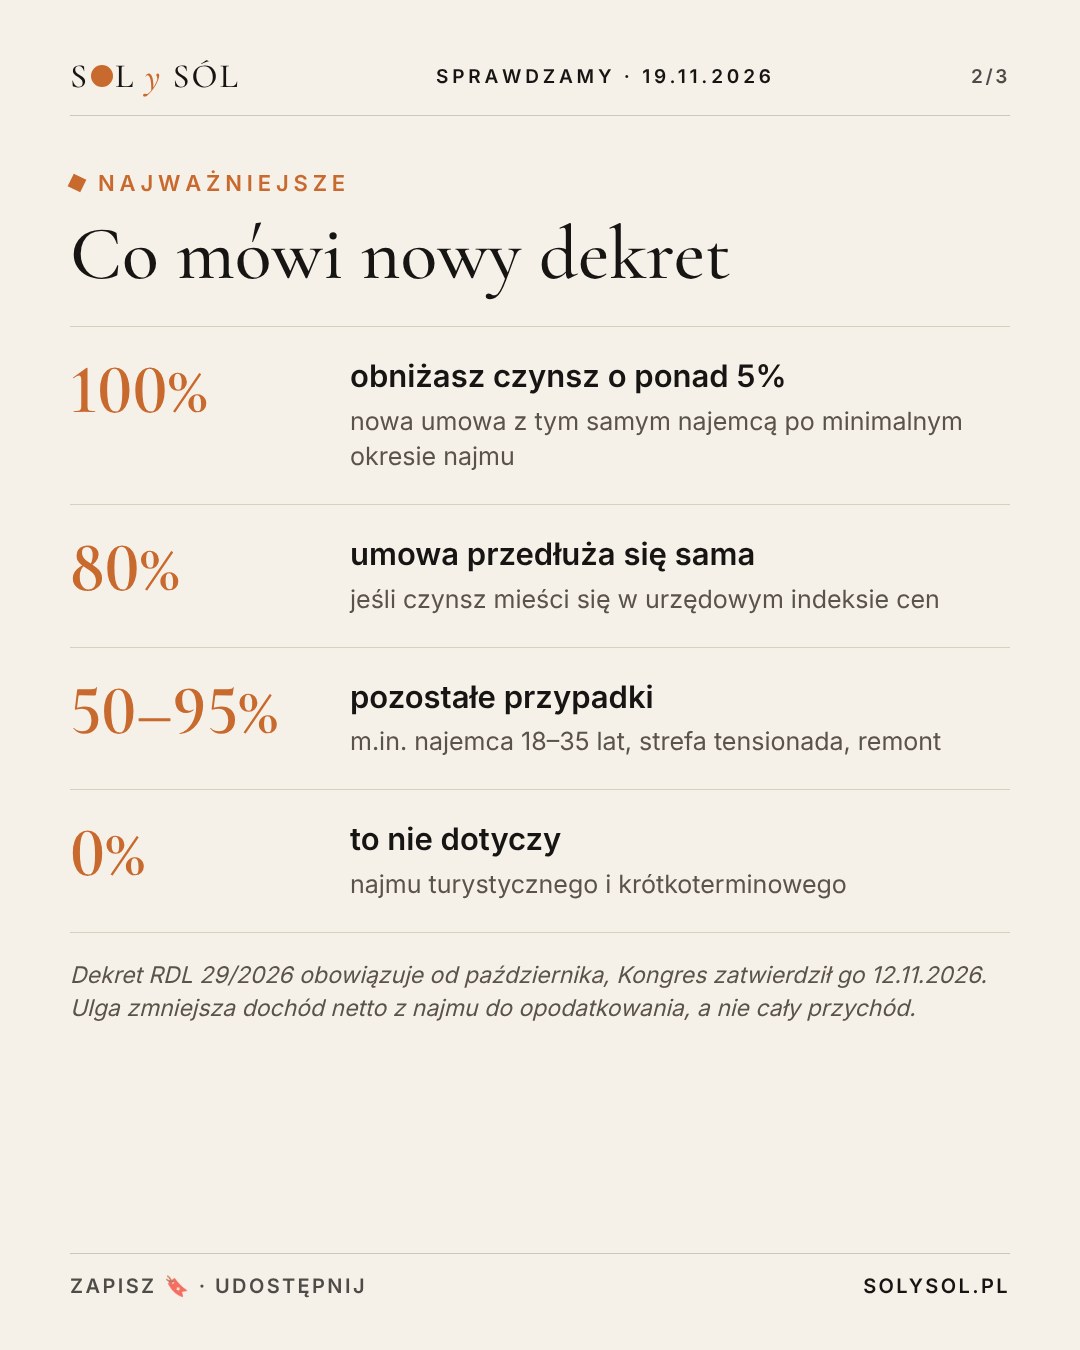 SOL y SÓL
SPRAWDZAMY · 19.11.2026
2/3
NAJWAŻNIEJSZE
Co mówi nowy dekret
100%
obniżasz czynsz o ponad 5%
nowa umowa z tym samym najemcą po minimalnym
okresie najmu
80%
umowa przedłuża się sama
jeśli czynsz mieści się w urzędowym indeksie cen
50–95%
pozostałe przypadki
m.in. najemca 18–35 lat, strefa tensionada, remont
0%
to nie dotyczy
najmu turystycznego i krótkoterminowego
Dekret RDL 29/2026 obowiązuje od października, Kongres zatwierdził go 12.11.2026.
Ulga zmniejsza dochód netto z najmu do opodatkowania, a nie cały przychód.
ZAPISZ 🔖 · UDOSTĘPNIJ
SOLYSOL.PL